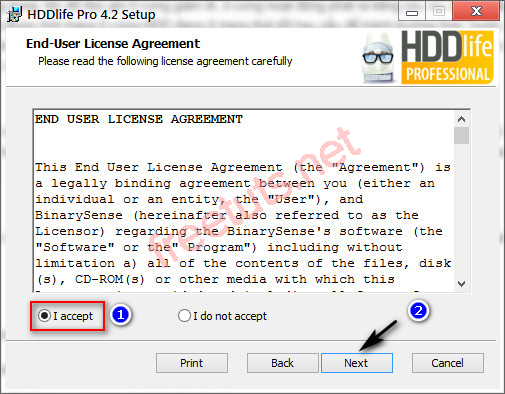 HDDlife Pro 4.2 Setup
End-User License Agreement
Please read the following license agreement carefully
HDDlife
PROFESSIONAL
END USER LICENSE AGREEMENT
This End User License Agreement (the "Agreement") is
a legally binding agreement between you (either an
individual or an entity, the "User"), and
BinarySense (hereinafter also referred to as the
Licensor) regarding the BinarySense's software (the
"Software" or the" Program") including without
limitation a) all of the contents of the files, disk
(s), CD-ROM(s) or other media with which this
freetuts.net
I accept
1
I do not accept
2
Print
Back
Next
Cancel